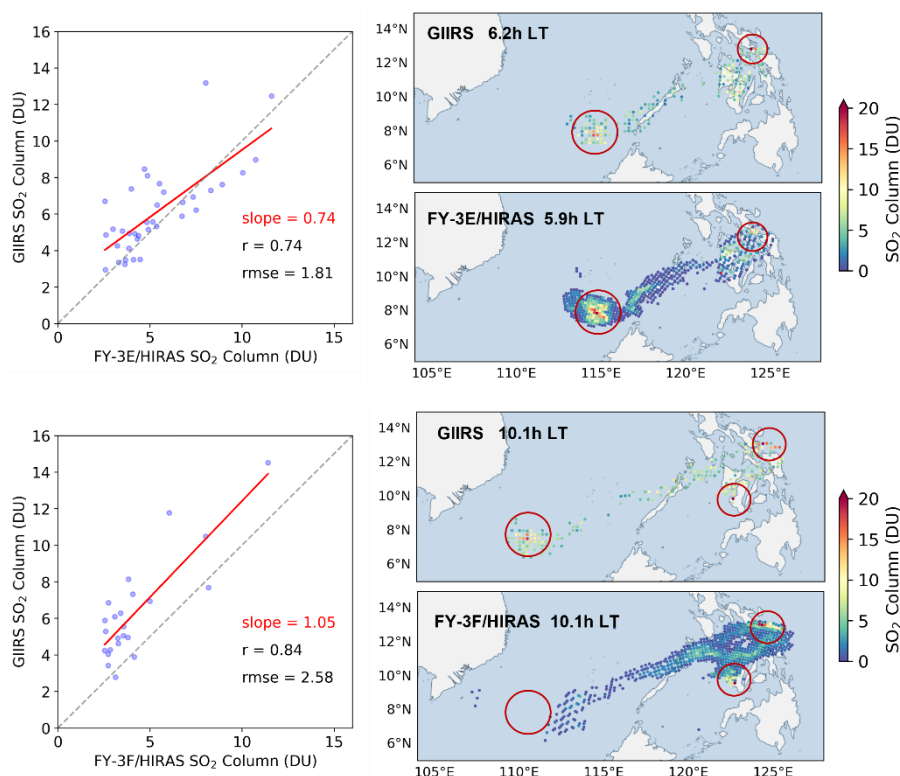 16
14
12
10
8
6
4
2
0
GIIRS SO₂ Column (DU)
slope = 0.74
r = 0.74
rmse = 1.81
0
5
10
15
FY-3E/HIRAS SO₂ Column (DU)
GIIRS 6.2h LT
14°N
12°N
10°N
8°N
6°N
FY-3E/HIRAS 5.9h LT
14°N
12°N
10°N
8°N
6°N
105°E
110°E
115°E
120°E
125°E
20
15
10
5
0
SO₂ Column (DU)
16
14
12
10
8
6
4
2
0
GIIRS SO₂ Column (DU)
slope = 1.05
r = 0.84
rmse = 2.58
0
5
10
15
FY-3F/HIRAS SO₂ Column (DU)
GIIRS 10.1h LT
14°N
12°N
10°N
8°N
6°N
FY-3F/HIRAS 10.1h LT
14°N
12°N
10°N
8°N
6°N
105°E
110°E
115°E
120°E
125°E
20
15
10
5
0
SO₂ Column (DU)